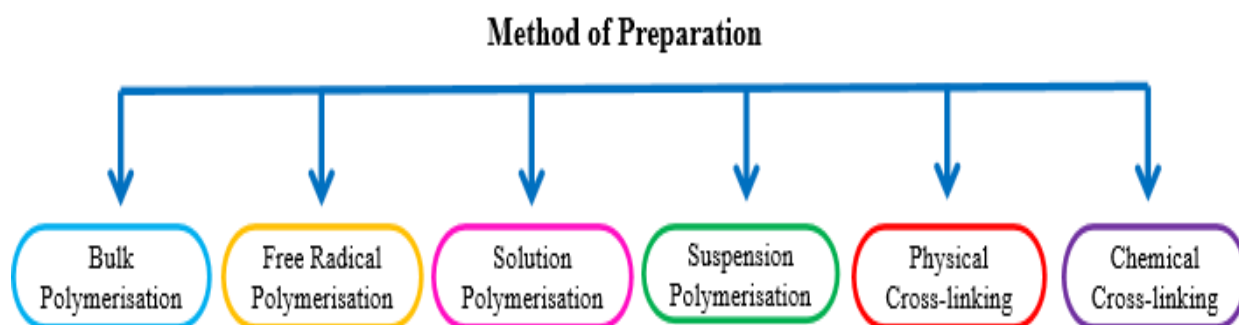 Method of Preparation
Bulk
Polymerisation
Free Radical
Polymerisation
Solution
Polymerisation
Suspension
Polymerisation
Physical
Cross-linking
Chemical
Cross-linking